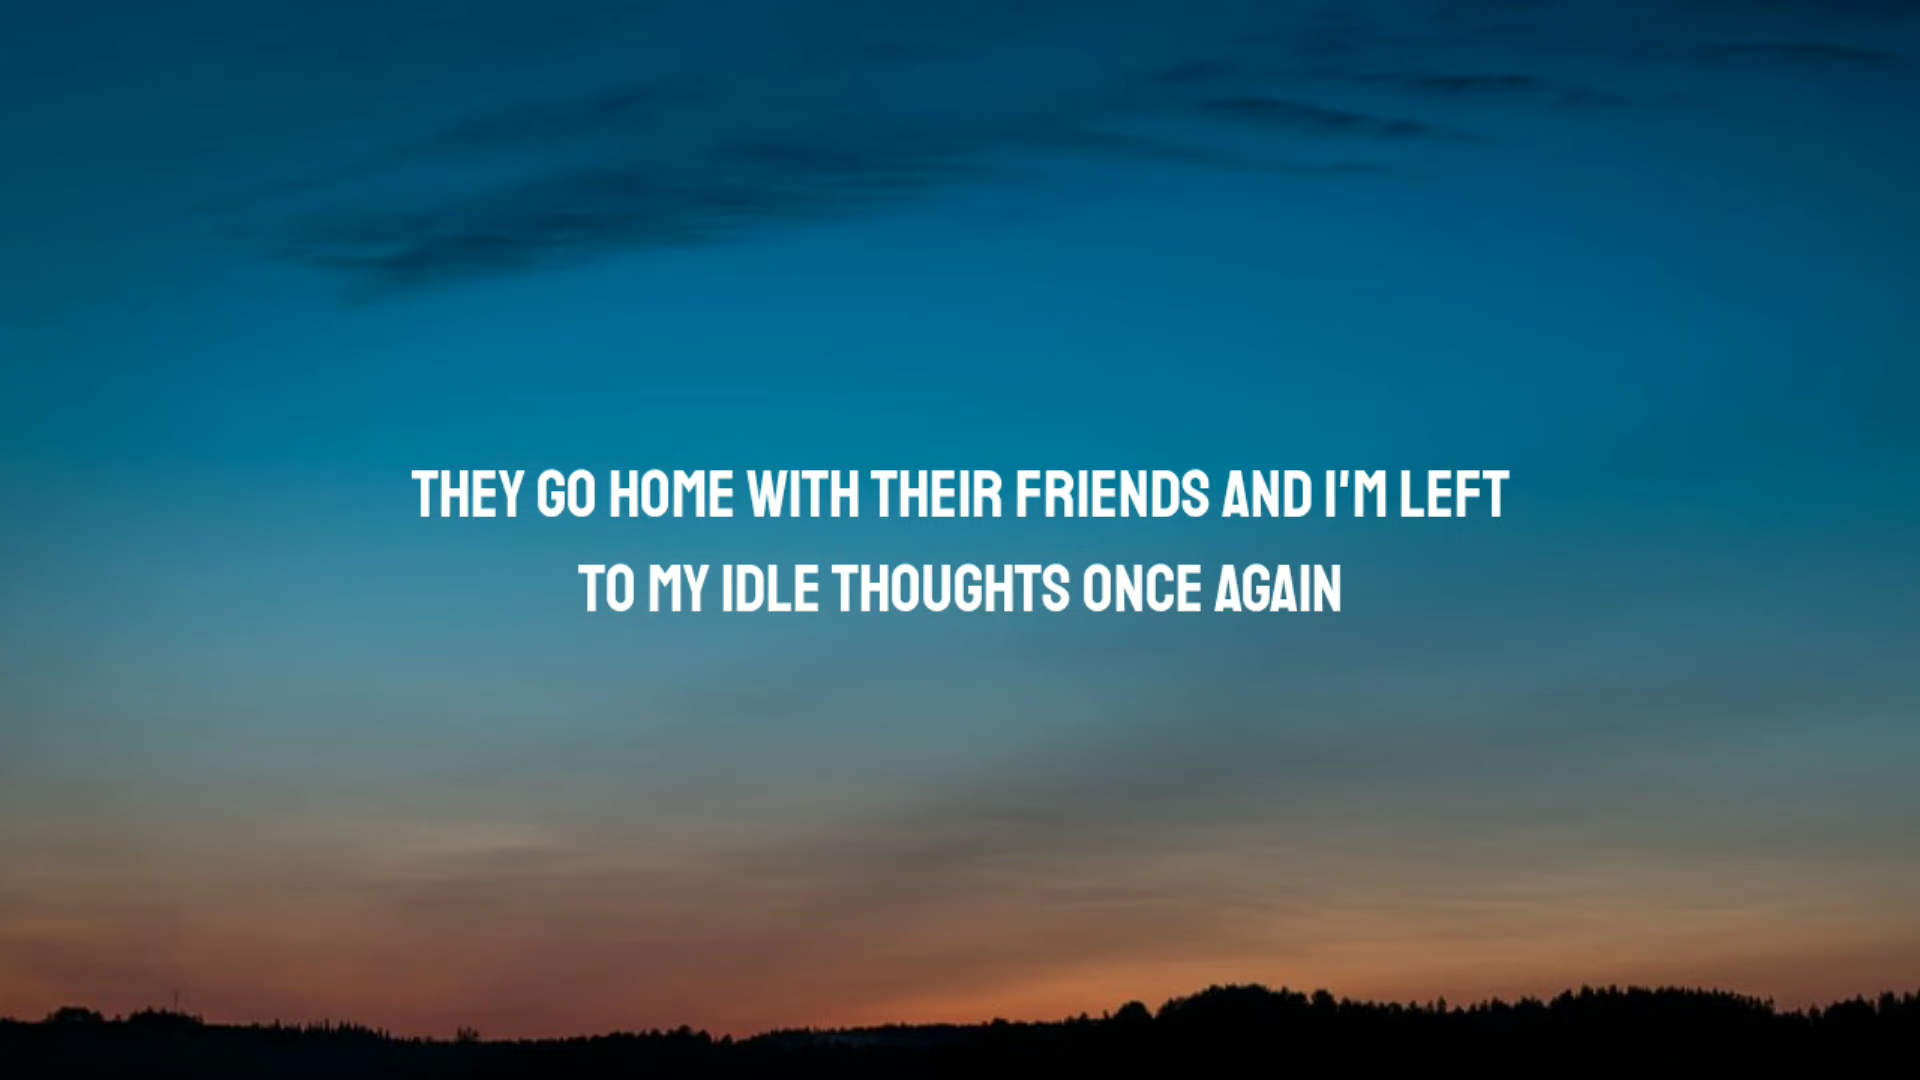 THEY GO HOME WITH THEIR FRIENDS AND I'M LEFT
TO MY IDLE THOUGHTS ONCE AGAIN